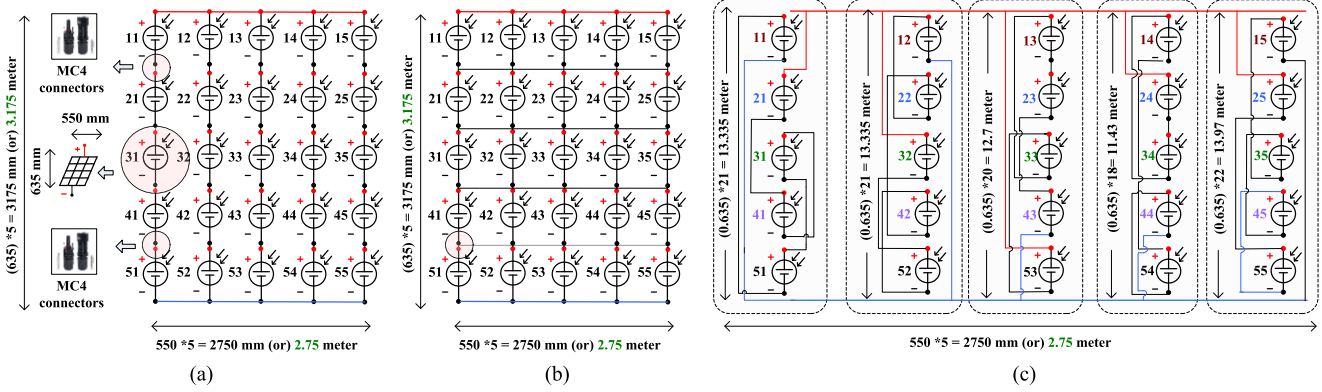 MC4
connectors
550 mm
635 mm
+
−
MC4
connectors
(635) *5 = 3175 mm (or) 3.175 meter
11 12 13 14 15
21 22 23 24 25
31 32 33 34 35
41 42 43 44 45
51 52 53 54 55
550 *5 = 2750 mm (or) 2.75 meter
(a)
(635) *5 = 3175 mm (or) 3.175 meter
11 12 13 14 15
21 22 23 24 25
31 32 33 34 35
41 42 43 44 45
51 52 53 54 55
550 *5 = 2750 mm (or) 2.75 meter
(b)
(0.635) *21 = 13.335 meter
11
21
31
41
51
(0.635) *21 = 13.335 meter
12
22
32
42
52
(0.635) *20 = 12.7 meter
13
23
33
43
53
(0.635) *18= 11.43 meter
14
24
34
44
54
(0.635) *22 = 13.97 meter
15
25
35
45
55
550 *5 = 2750 mm (or) 2.75 meter
(c)